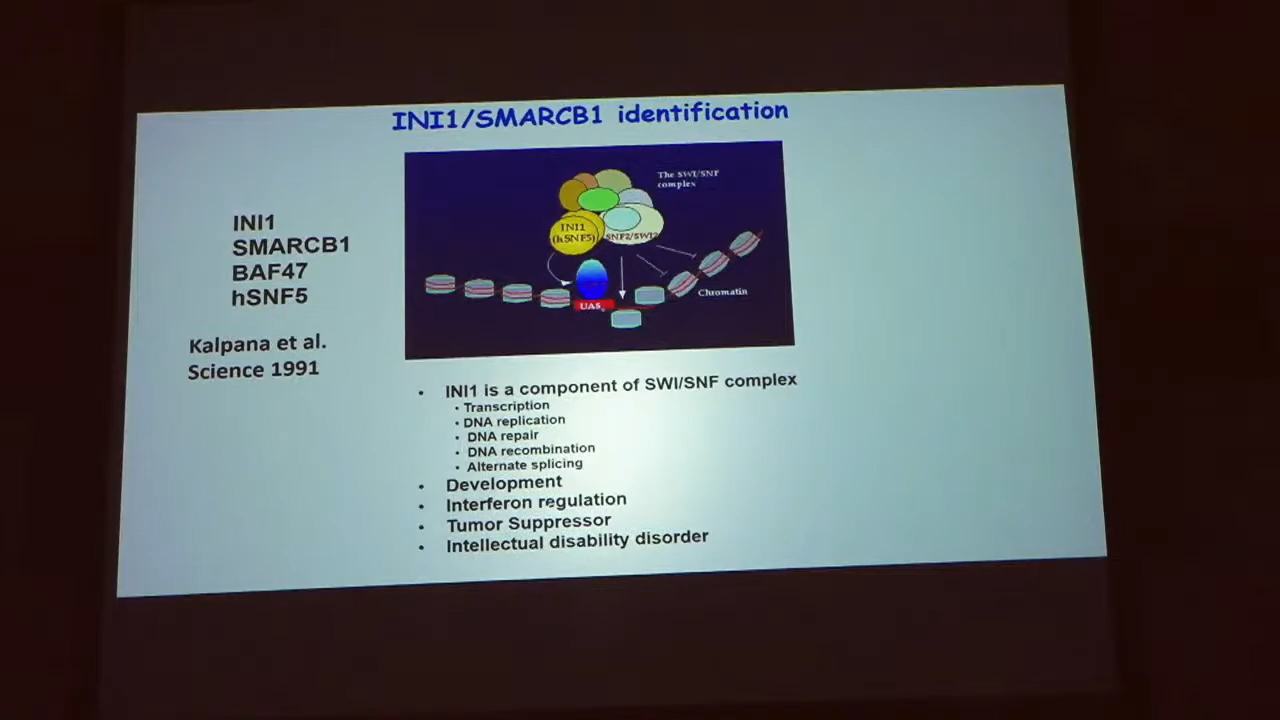 INI1/SMARCB1 identification
INI1
SMARCB1
BAF47
hSNF5
Kalpana et al.
Science 1991
The SWI/SNF
complex
INI1
(hSNF5)
SNF2/SWI2
UAS
Chromatin
• INI1 is a component of SWI/SNF complex
• Transcription
• DNA replication
• DNA repair
• DNA recombination
• Alternate splicing
• Development
• Interferon regulation
• Tumor Suppressor
• Intellectual disability disorder